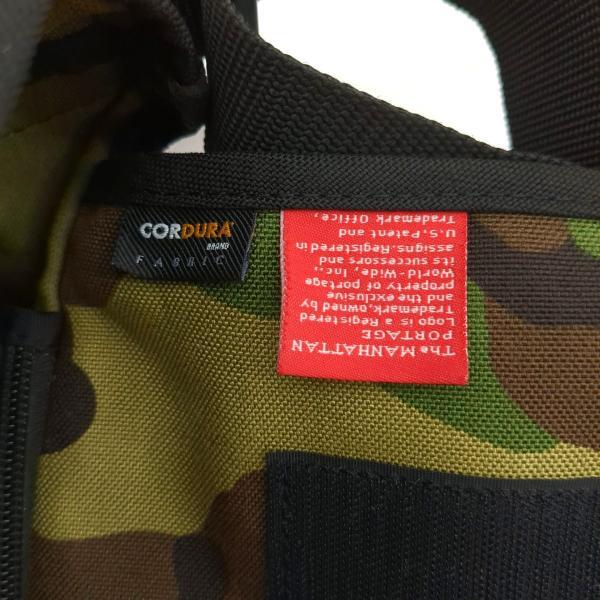 CORDURA®
BRAND
FABRIC
The MANHATTAN
PORTAGE
Logo is a Registered
Trademark,owned by
and the exclusive
property of portage
World-Wide, Inc.,
its successors and
assigns.Registered in
U.S.Patent and
Trademark Office,